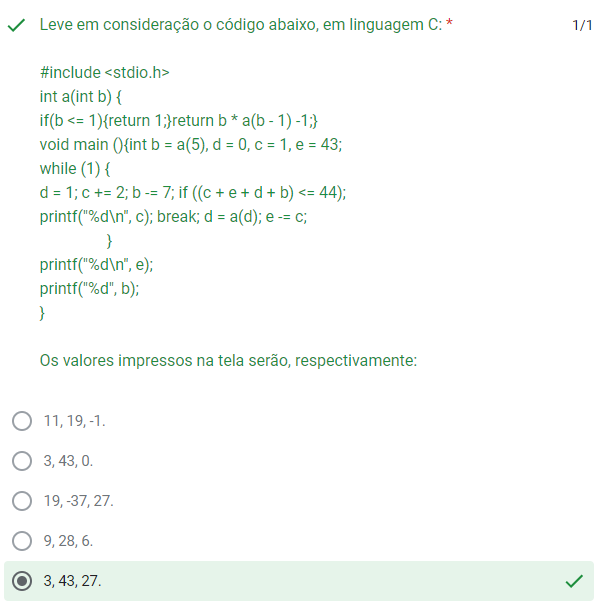 Leve em consideração o código abaixo, em linguagem C: * 1/1
#include <stdio.h>
int a(int b) {
if(b <= 1){return 1;}return b * a(b - 1) -1;}
void main (){int b = a(5), d = 0, c = 1, e = 43;
while (1) {
d = 1; c += 2; b -= 7; if ((c + e + d + b) <= 44);
printf("%d\n", c); break; d = a(d); e -= c;
}
printf("%d\n", e);
printf("%d", b);
}
Os valores impressos na tela serão, respectivamente:
11, 19, -1.
3, 43, 0.
19, -37, 27.
9, 28, 6.
3, 43, 27.